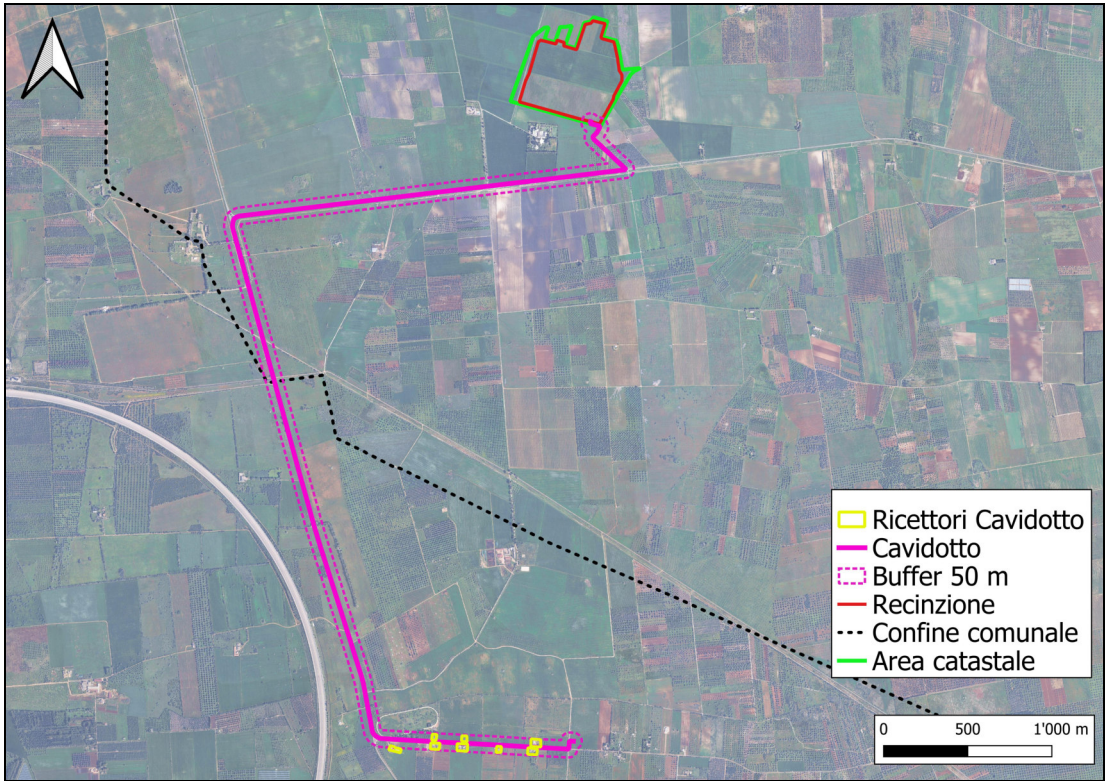 Ricettori Cavidotto
Cavidotto
Buffer 50 m
Recinzione
Confine comunale
Area catastale
0 500 1'000 m